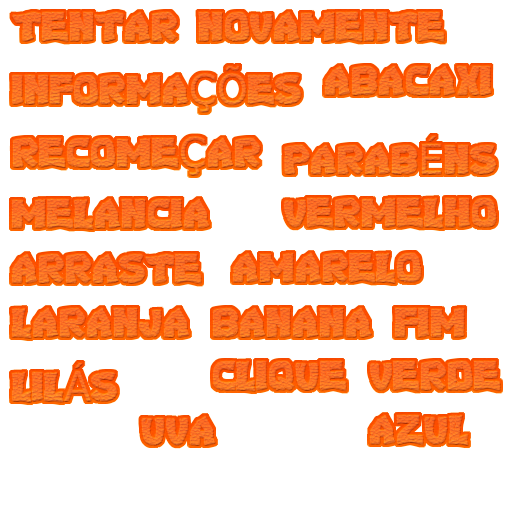 TENTAR NOVAMENTE
INFORMAÇÕES ABACAXI
RECOMEÇAR PARABÉNS
MELANCIA VERMELHO
ARRASTE AMARELO
LARANJA BANANA FIM
LILÁS CLIQUE VERDE
UVA AZUL